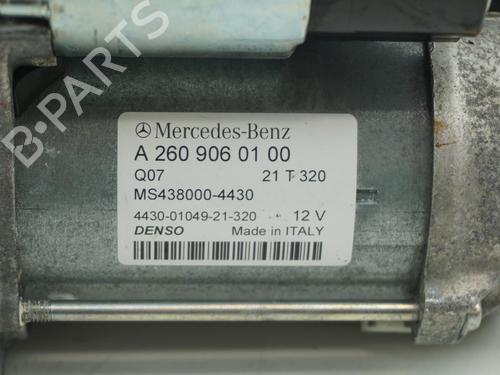 Mercedes-Benz
A 260 906 01 00
Q07 21 T 320
MS438000-4430
4430-01049-21-320 12 V
DENSO Made in ITALY
B-PARTS